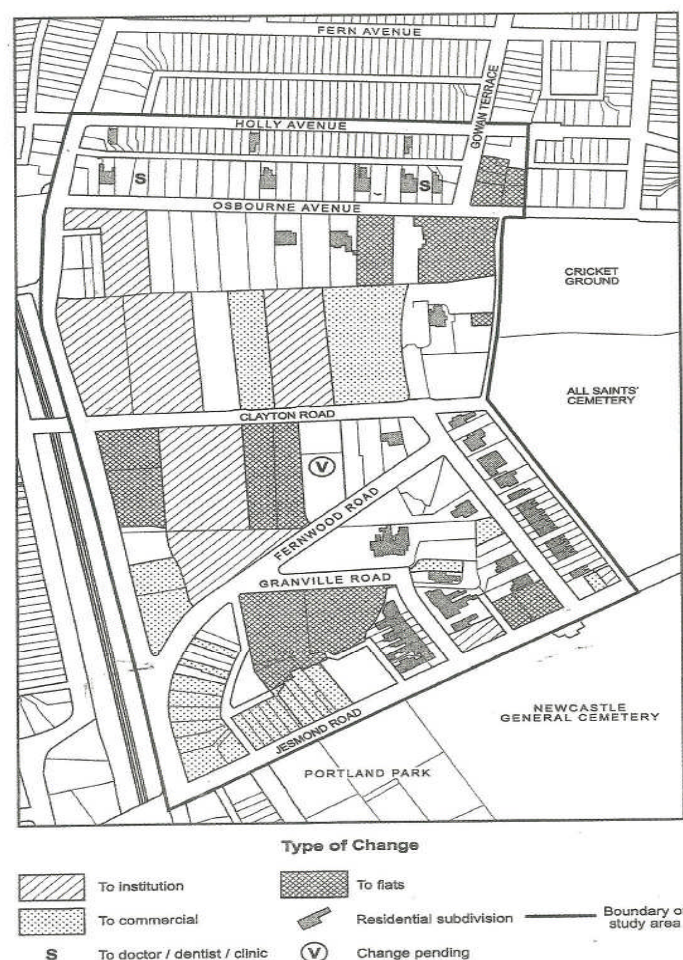 FERN AVENUE
GOWAN TERRACE
HOLLY AVENUE
S
S
OSBOURNE AVENUE
CRICKET
GROUND
ALL SAINTS'
CEMETERY
CLAYTON ROAD
V
FERNWOOD ROAD
GRANVILLE ROAD
NEWCASTLE
GENERAL CEMETERY
JESMOND ROAD
PORTLAND PARK
Type of Change
To institution
To flats
To commercial
Residential subdivision
Boundary of
study area
S To doctor / dentist / clinic
V Change pending